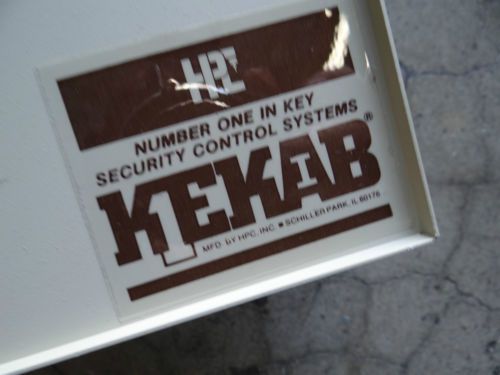 HPC
NUMBER ONE IN KEY
SECURITY CONTROL SYSTEMS
KEKAB®
MFD. BY HPC, INC. ● SCHILLER PARK, IL 60176